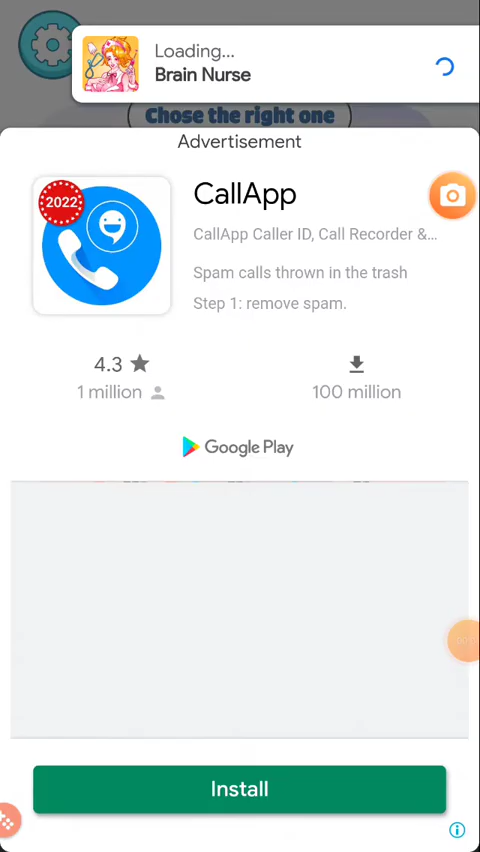 Loading...
Brain Nurse
Chose the right one
Advertisement
2022
CallApp
CallApp Caller ID, Call Recorder &...
Spam calls thrown in the trash
Step 1: remove spam.
4.3
1 million
100 million
Google Play
Install